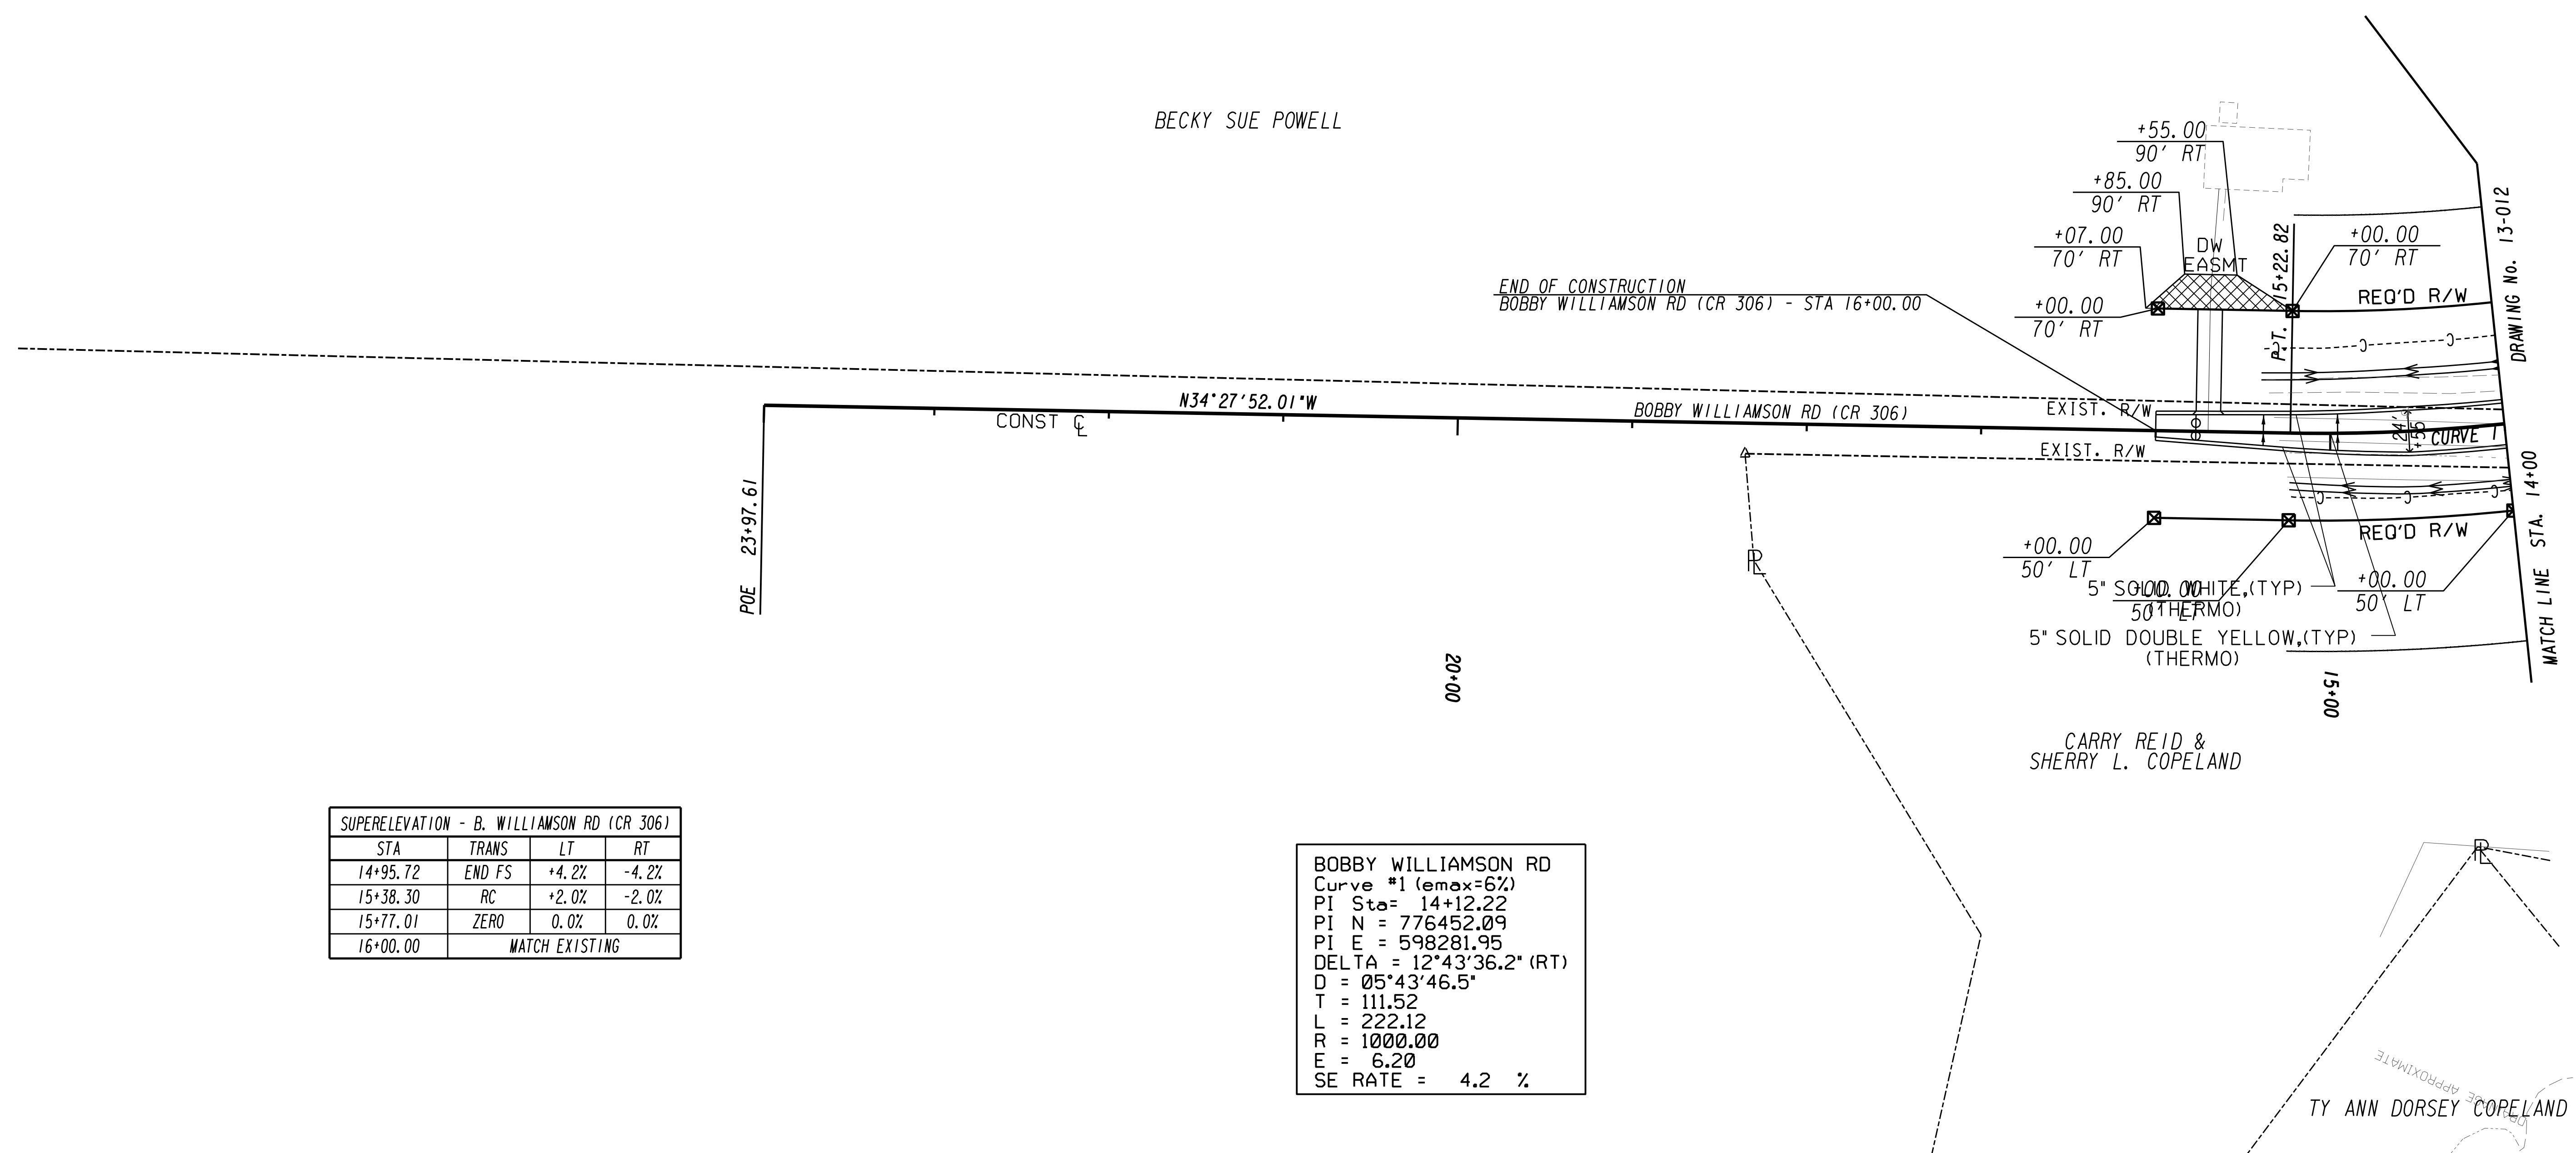 BECKY SUE POWELL
+55.00
90' RT
+85.00
90' RT
+07.00
70' RT
+00.00
70' RT
DW
EASMT
P.T. 15+22.82
+00.00
70' RT
REQ'D R/W
DRAWING No. 13-012
END OF CONSTRUCTION
BOBBY WILLIAMSON RD (CR 306) - STA 16+00.00
N34°27'52.01"W
CONST CL
BOBBY WILLIAMSON RD (CR 306)
EXIST. R/W
EXIST. R/W
24'
+55
CURVE 1
POE 23+97.61
PL
REQ'D R/W
+00.00
50' LT
+00.00
50' LT
+00.00
50' LT
5" SOLID WHITE,(TYP)
(THERMO)
5" SOLID DOUBLE YELLOW,(TYP)
(THERMO)
MATCH LINE STA. 14+00
20+00
15+00
CARRY REID &
SHERRY L. COPELAND
SUPERELEVATION - B. WILLIAMSON RD (CR 306)
STA TRANS LT RT
14+95.72 END FS +4.2% -4.2%
15+38.30 RC +2.0% -2.0%
15+77.01 ZERO 0.0% 0.0%
16+00.00 MATCH EXISTING
BOBBY WILLIAMSON RD
Curve #1 (emax=6%)
PI Sta= 14+12.22
PI N = 776452.09
PI E = 598281.95
DELTA = 12°43'36.2" (RT)
D = 05°43'46.5"
T = 111.52
L = 222.12
R = 1000.00
E = 6.20
SE RATE = 4.2 %
PL
APPROXIMATE
TY ANN DORSEY COPELAND